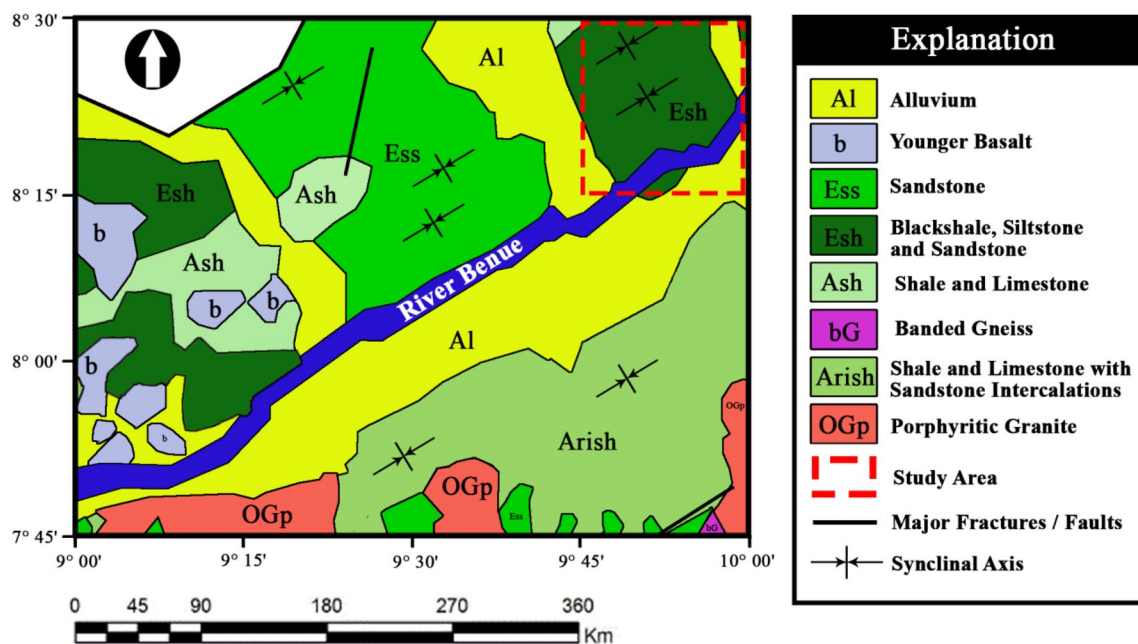 8° 30'
8° 15'
8° 00'
7° 45'
9° 00'
9° 15'
9° 30'
9° 45'
10° 00'
Al
Esh
Ess
Ash
Esh
b
Ash
b
b
River Benue
Al
b
b
Arish
OGp
OGp
OGp
Ess
bG
0
45
90
180
270
360
Km
Explanation
Al
Alluvium
b
Younger Basalt
Ess
Sandstone
Esh
Blackshale, Siltstone
and Sandstone
Ash
Shale and Limestone
bG
Banded Gneiss
Arish
Shale and Limestone with
Sandstone Intercalations
OGp
Porphyritic Granite
Study Area
Major Fractures / Faults
Synclinal Axis